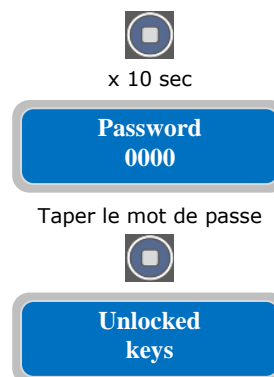 x 10 sec
Password
0000
Taper le mot de passe
Unlocked
keys